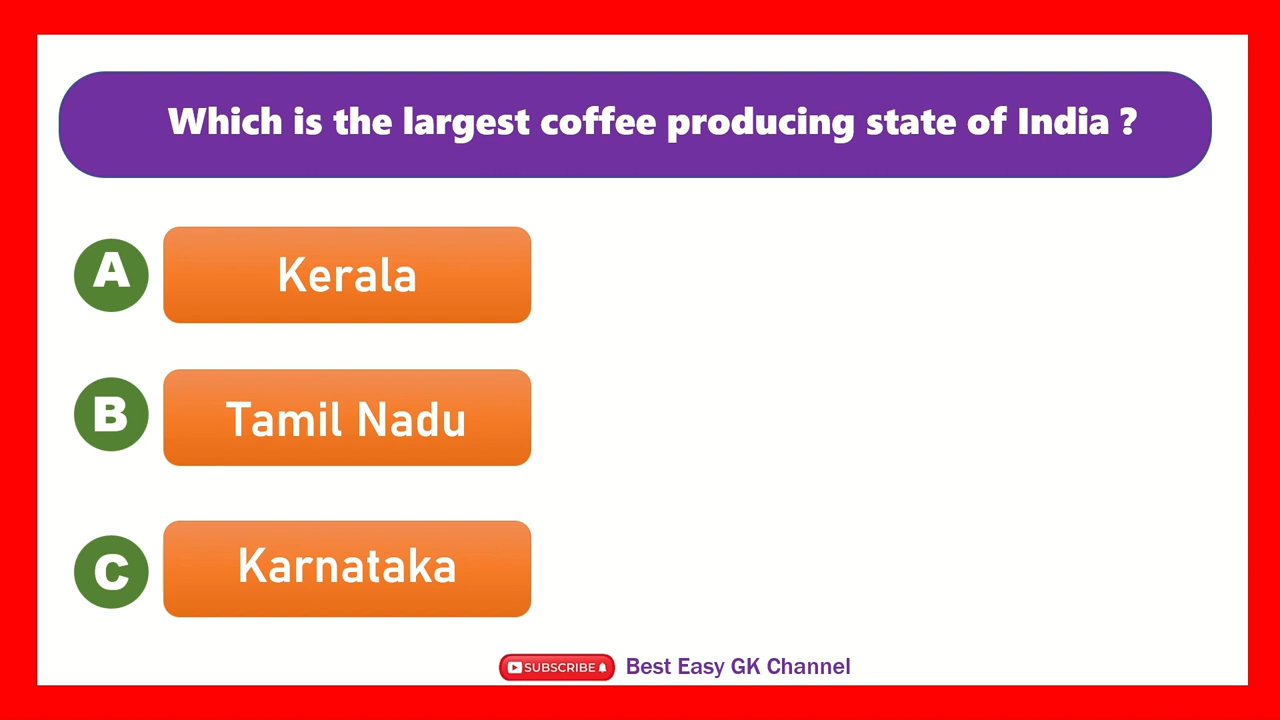 Which is the largest coffee producing state of India ?
A
Kerala
B
Tamil Nadu
C
Karnataka
SUBSCRIBE
Best Easy GK Channel